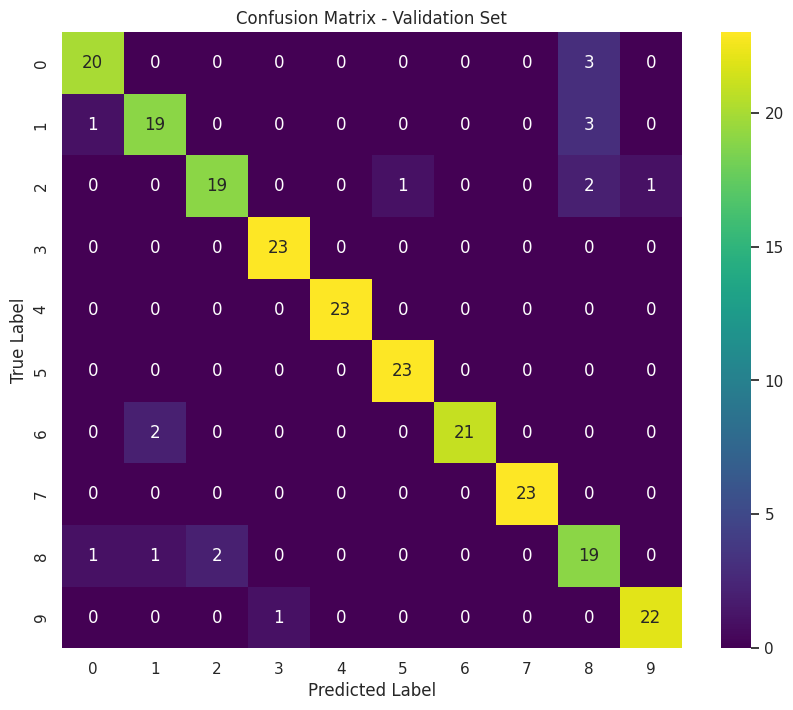 Confusion Matrix - Validation Set
0 20 0 0 0 0 0 0 0 3 0
1 1 19 0 0 0 0 0 0 3 0
2 0 0 19 0 0 1 0 0 2 1
3 0 0 0 23 0 0 0 0 0 0
4 0 0 0 0 23 0 0 0 0 0
5 0 0 0 0 0 23 0 0 0 0
6 0 2 0 0 0 0 21 0 0 0
7 0 0 0 0 0 0 0 23 0 0
8 1 1 2 0 0 0 0 0 19 0
9 0 0 0 1 0 0 0 0 0 22
0 1 2 3 4 5 6 7 8 9
Predicted Label
True Label
20
15
10
5
0